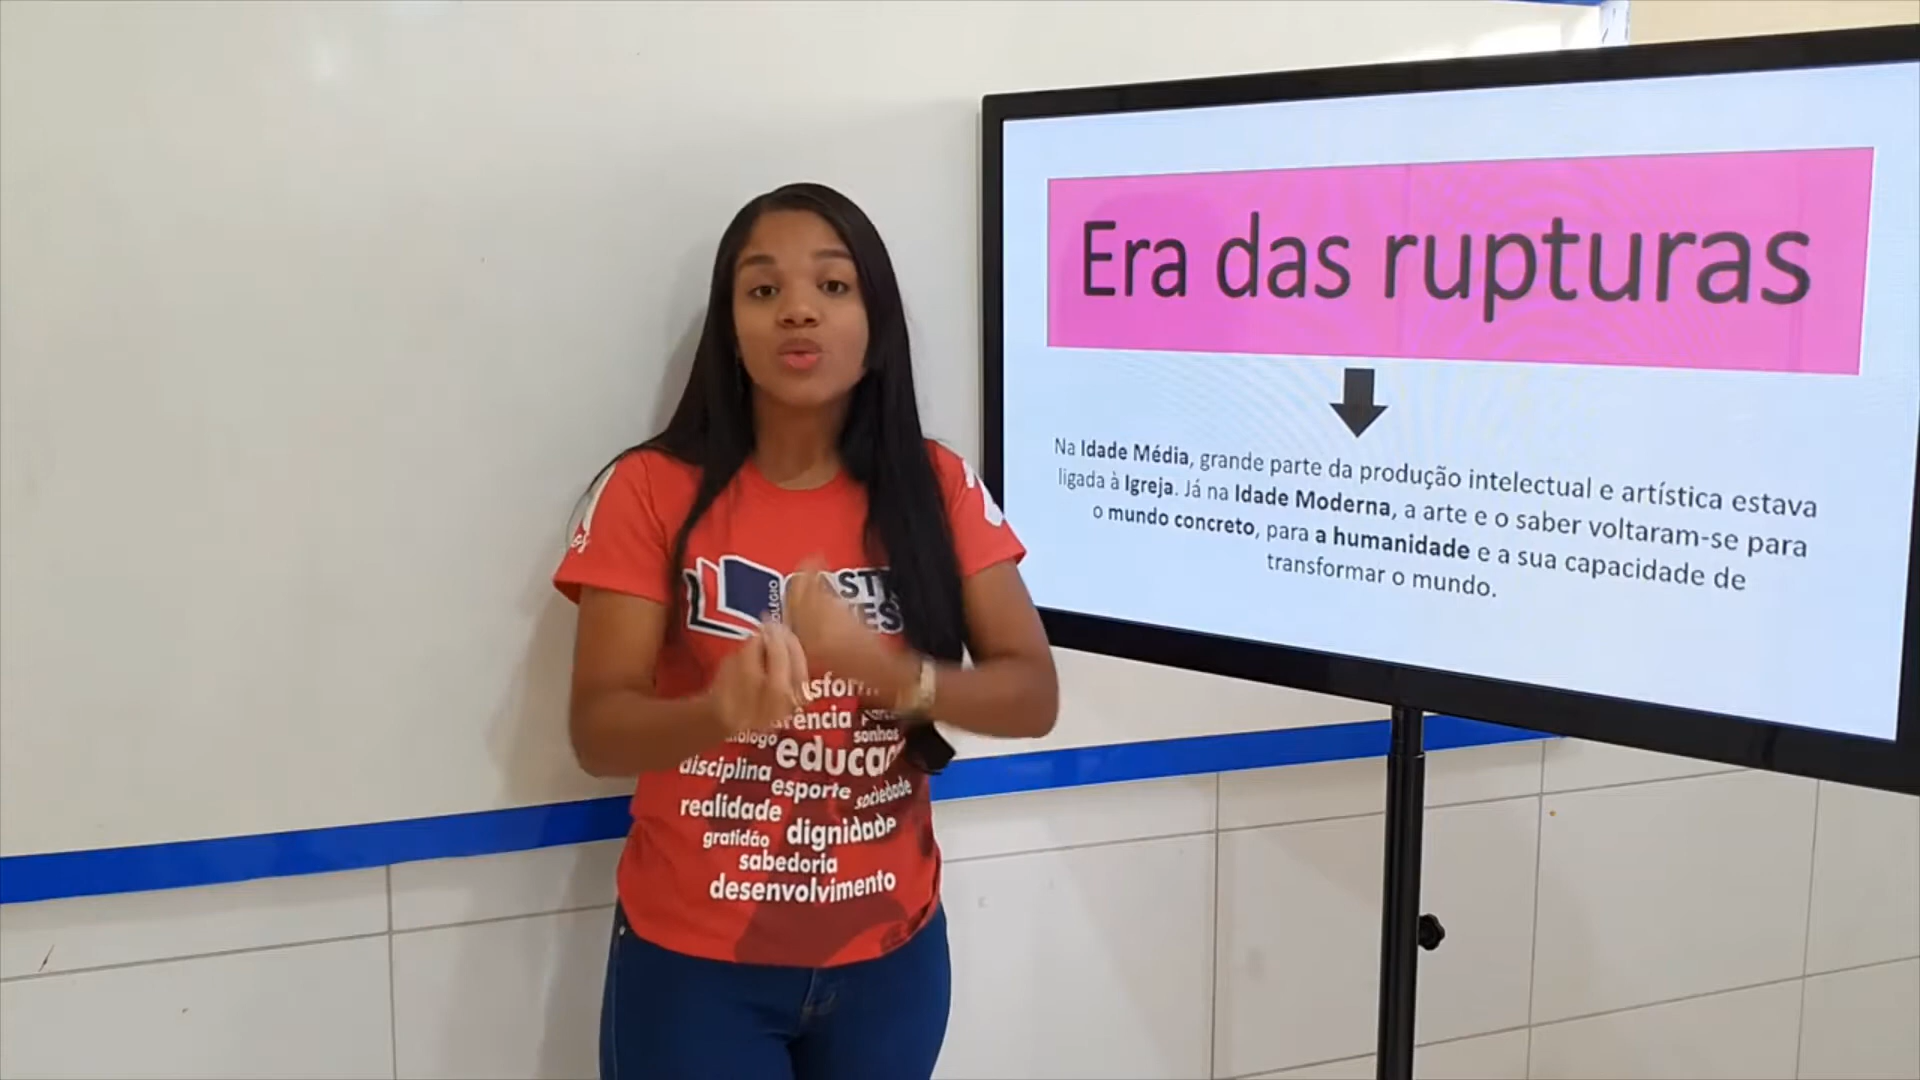 Era das rupturas
Na Idade Média, grande parte da produção intelectual e artística estava
ligada à Igreja. Já na Idade Moderna, a arte e o saber voltaram-se para
o mundo concreto, para a humanidade e a sua capacidade de
transformar o mundo.
sonhos
disciplina
esporte sociedade
realidade
gratidão dignidade
sabedoria
desenvolvimento